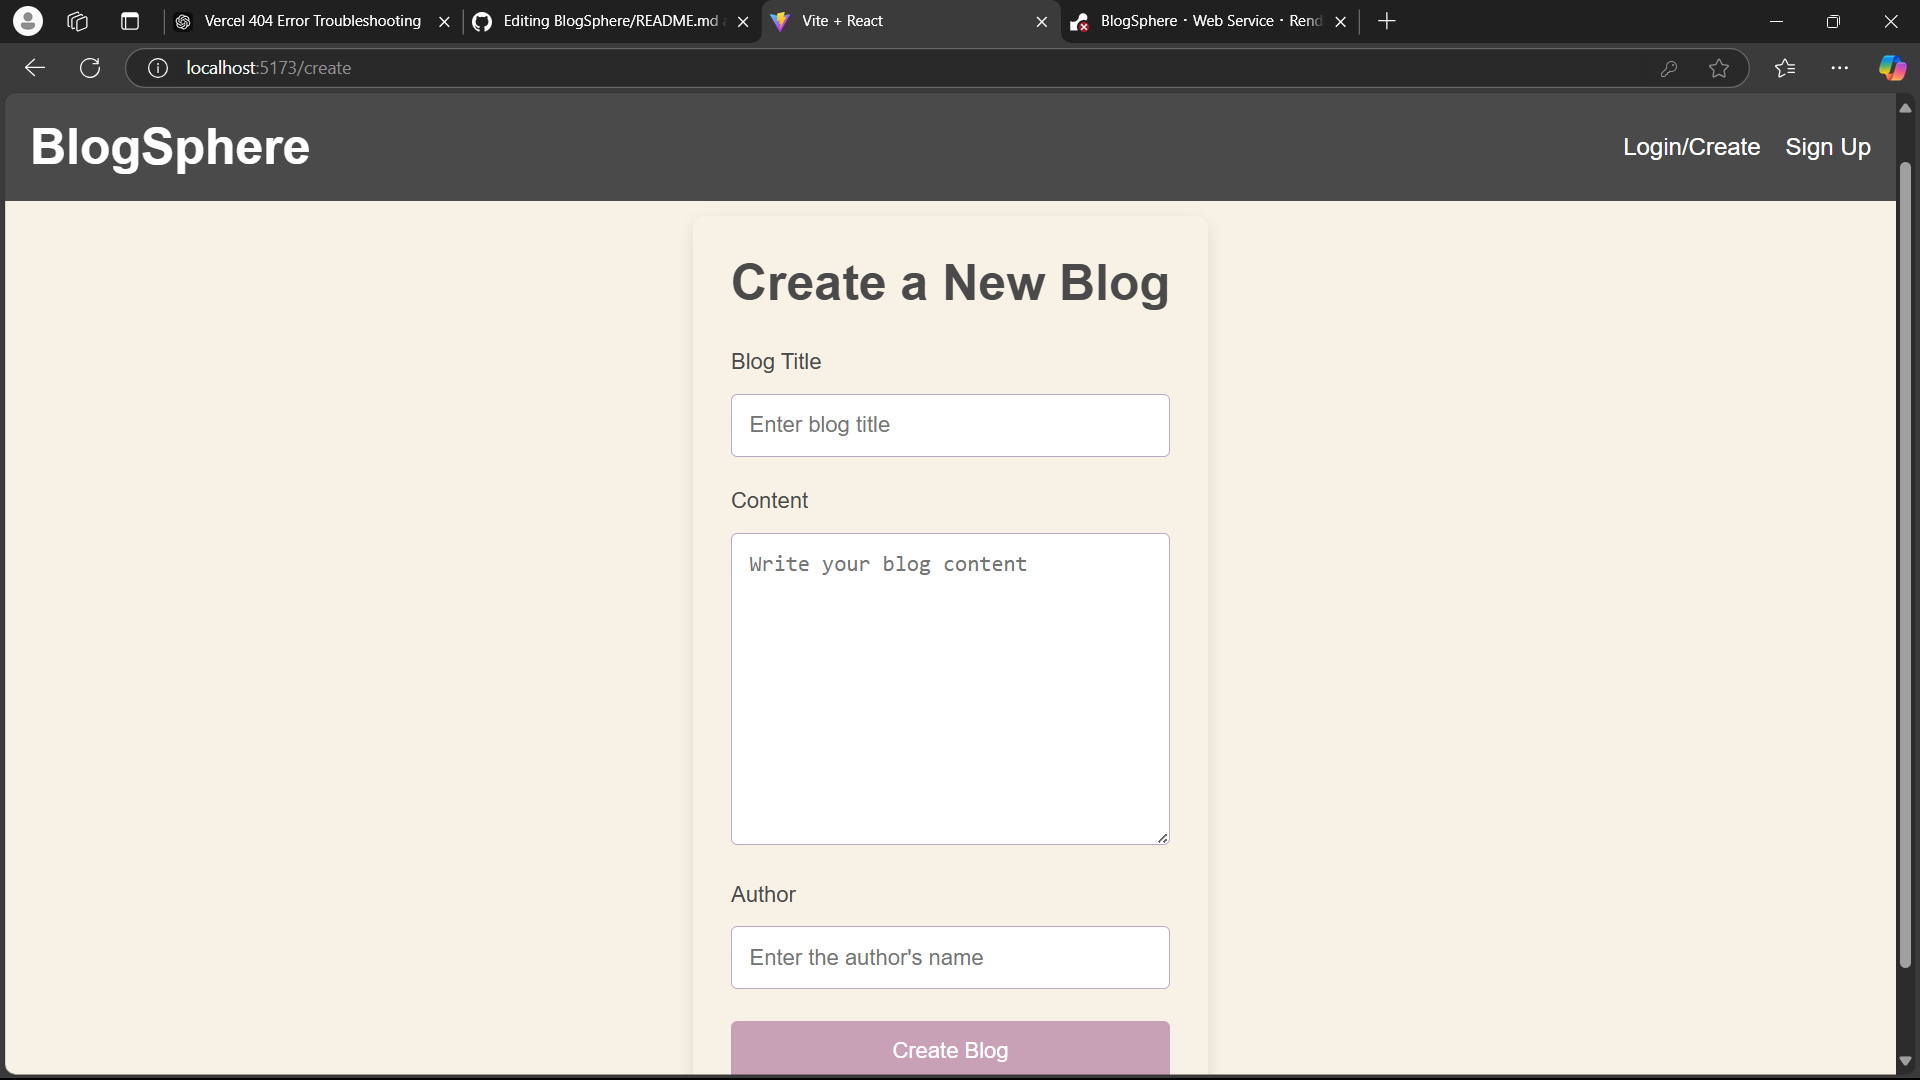 Vercel 404 Error Troubleshooting
Editing BlogSphere/README.md
Vite + React
BlogSphere · Web Service · Rend
localhost:5173/create
BlogSphere
Login/Create
Sign Up
Create a New Blog
Blog Title
Enter blog title
Content
Write your blog content
Author
Enter the author's name
Create Blog